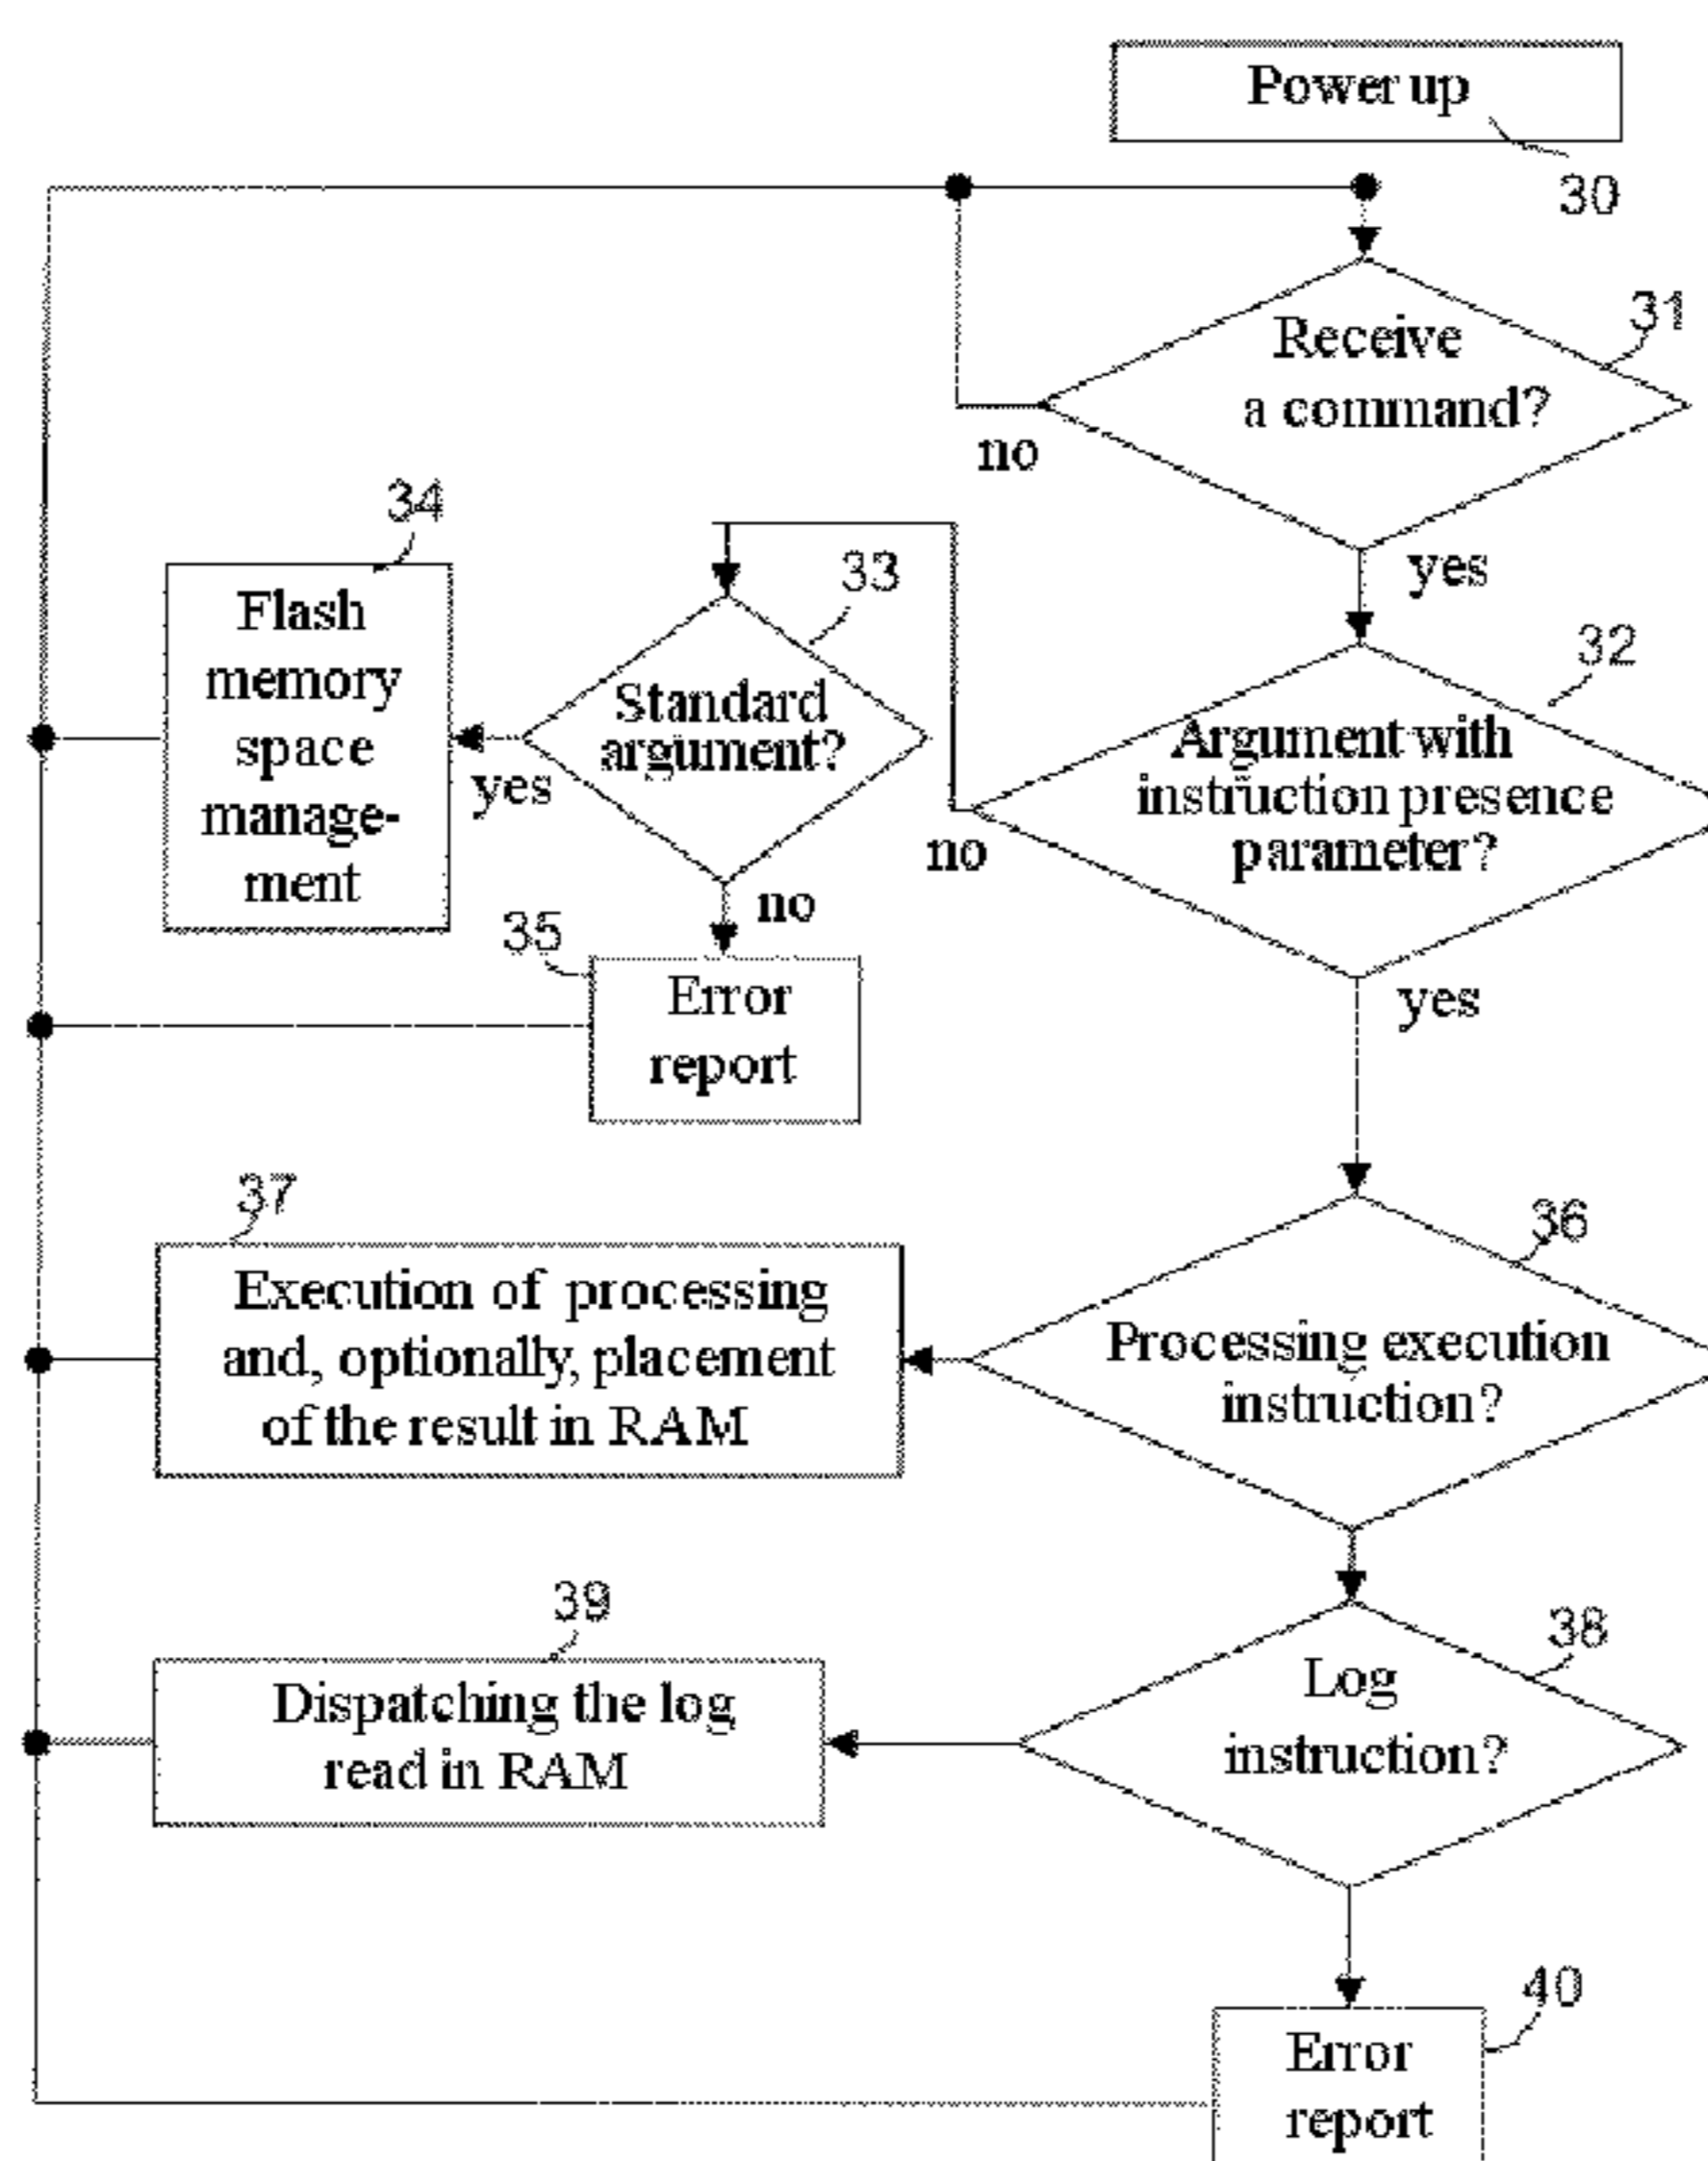 Power up
30
31
Receive
a command?
no
yes
34
Flash
memory
space
manage-
ment
33
Standard
argument?
yes
no
32
Argument with
instruction presence
parameter?
no
yes
35
Error
report
37
Execution of processing
and, optionally, placement
of the result in RAM
36
Processing execution
instruction?
39
Dispatching the log
read in RAM
38
Log
instruction?
40
Error
report